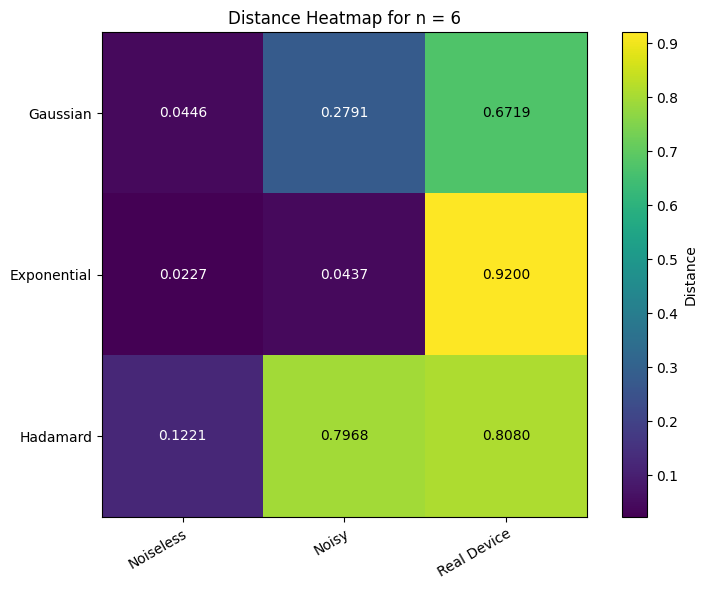 Distance Heatmap for n = 6
Gaussian
0.0446 0.2791 0.6719
Exponential
0.0227 0.0437 0.9200
Hadamard
0.1221 0.7968 0.8080
Noiseless
Noisy
Real Device
0.9
0.8
0.7
0.6
0.5
0.4
0.3
0.2
0.1
Distance